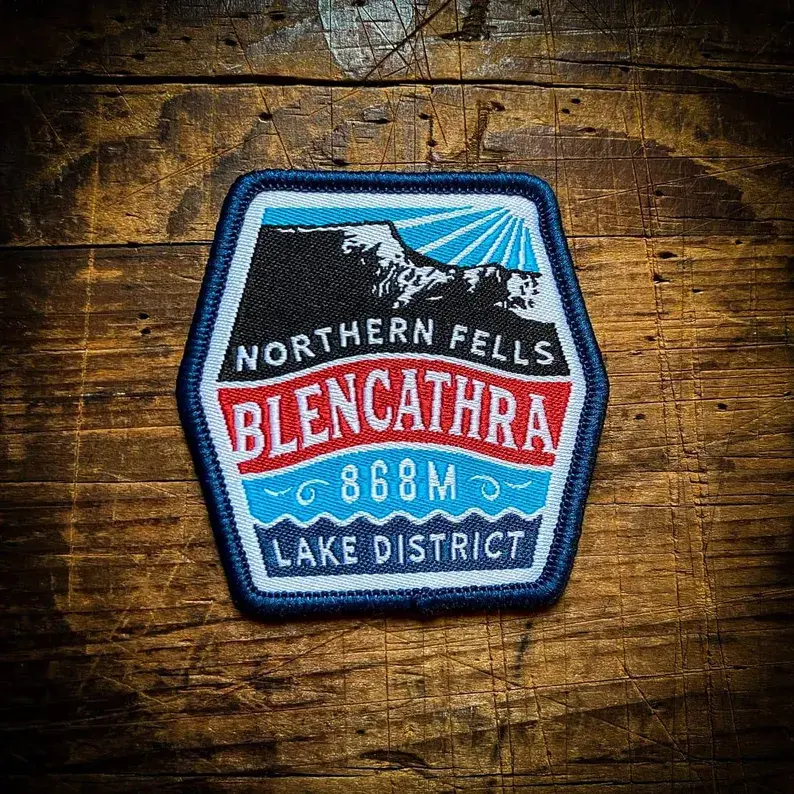 NORTHERN FELLS
BLENCATHRA
868M
LAKE DISTRICT